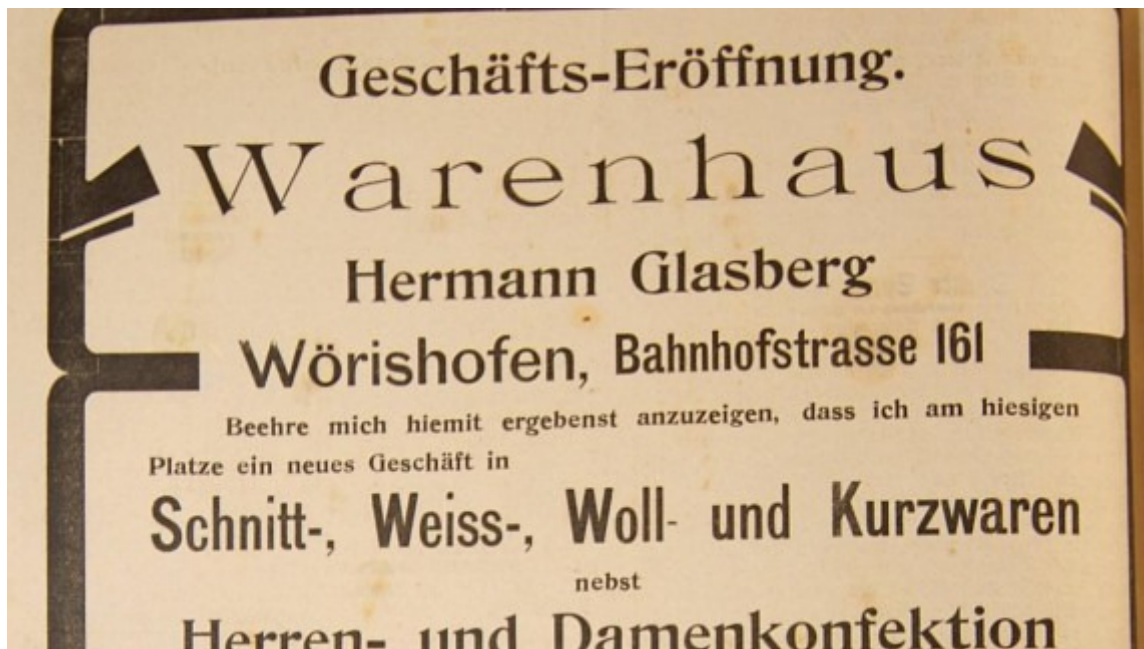 Geschäfts-Eröffnung.
Warenhaus
Hermann Glasberg
Wörishofen, Bahnhofstrasse 161
Beehre mich hiemit ergebenst anzuzeigen, dass ich am hiesigen
Platze ein neues Geschäft in
Schnitt-, Weiss-, Woll- und Kurzwaren
nebst
Herren- und Damenkonfektion